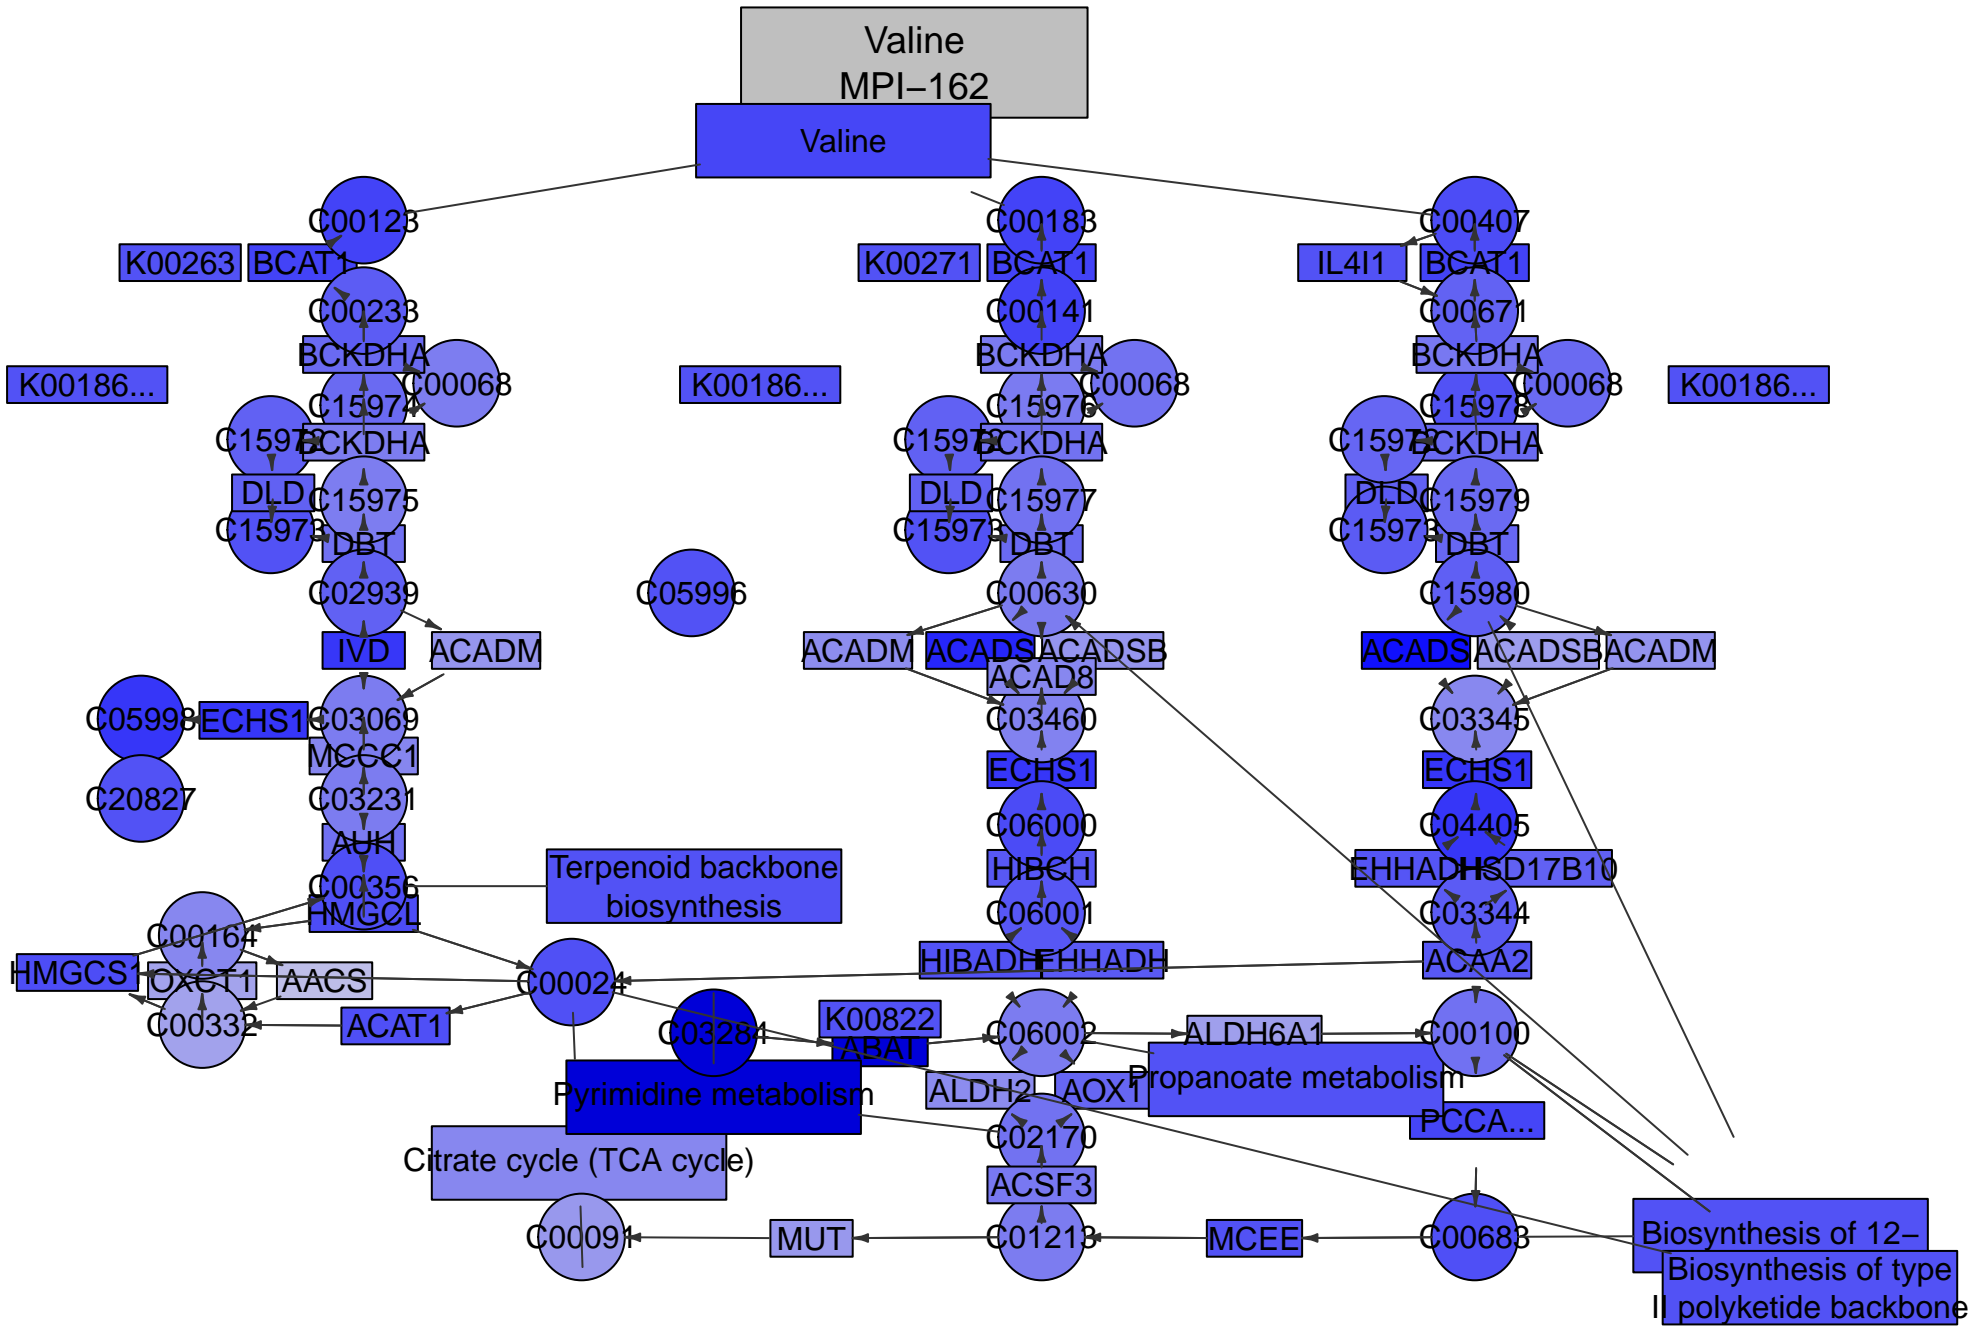 Valine
MPI–162
Valine
C00123
C00183
C00407
K00263
BCAT1
K00271
BCAT1
IL4I1
BCAT1
C00233
C00141
C00671
BCKDHA
BCKDHA
BCKDHA
K00186...
C00068
K00186...
C00068
C00068
K00186...
C15974
C15976
C15978
C15972
BCKDHA
C15972
BCKDHA
C15972
BCKDHA
DLD
C15975
DLD
C15977
DLD
C15979
C15973
DBT
C15973
DBT
C15973
DBT
C02939
C05996
C00630
C15980
IVD
ACADM
ACADM
ACADS
ACADSB
ACADS
ACADSB
ACADM
ACAD8
C05998
ECHS1
C03069
C03460
C03345
MCCC1
ECHS1
ECHS1
C20827
C03231
C06000
C04405
AUH
HIBCH
EHHADH
HSD17B10
Terpenoid backbone
biosynthesis
C00356
HMGCL
C06001
C03344
C00164
HIBADH
EHHADH
ACAA2
HMGCS1
OXCT1
AACS
C00024
C00332
ACAT1
C03284
K00822
ABAT
C06002
ALDH6A1
C00100
Pyrimidine metabolism
ALDH2
AOX1
Propanoate metabolism
PCCA...
C02170
Citrate cycle (TCA cycle)
ACSF3
C00091
MUT
C01213
MCEE
C00683
Biosynthesis of 12–
Biosynthesis of type
II polyketide backbone